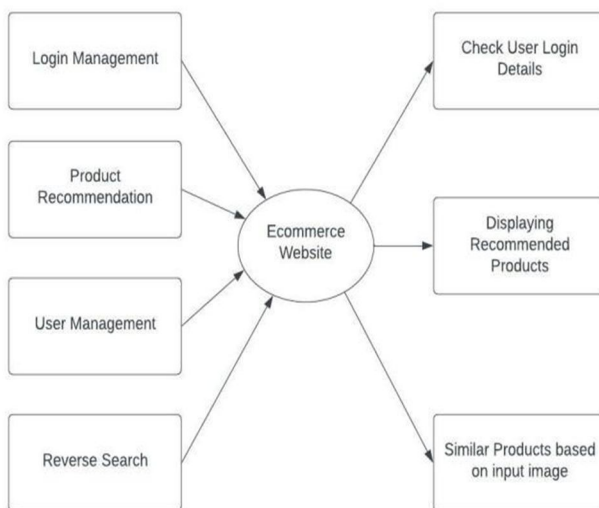 Login Management
Product
Recommendation
User Management
Reverse Search
Ecommerce
Website
Check User Login
Details
Displaying
Recommended
Products
Similar Products based
on input image